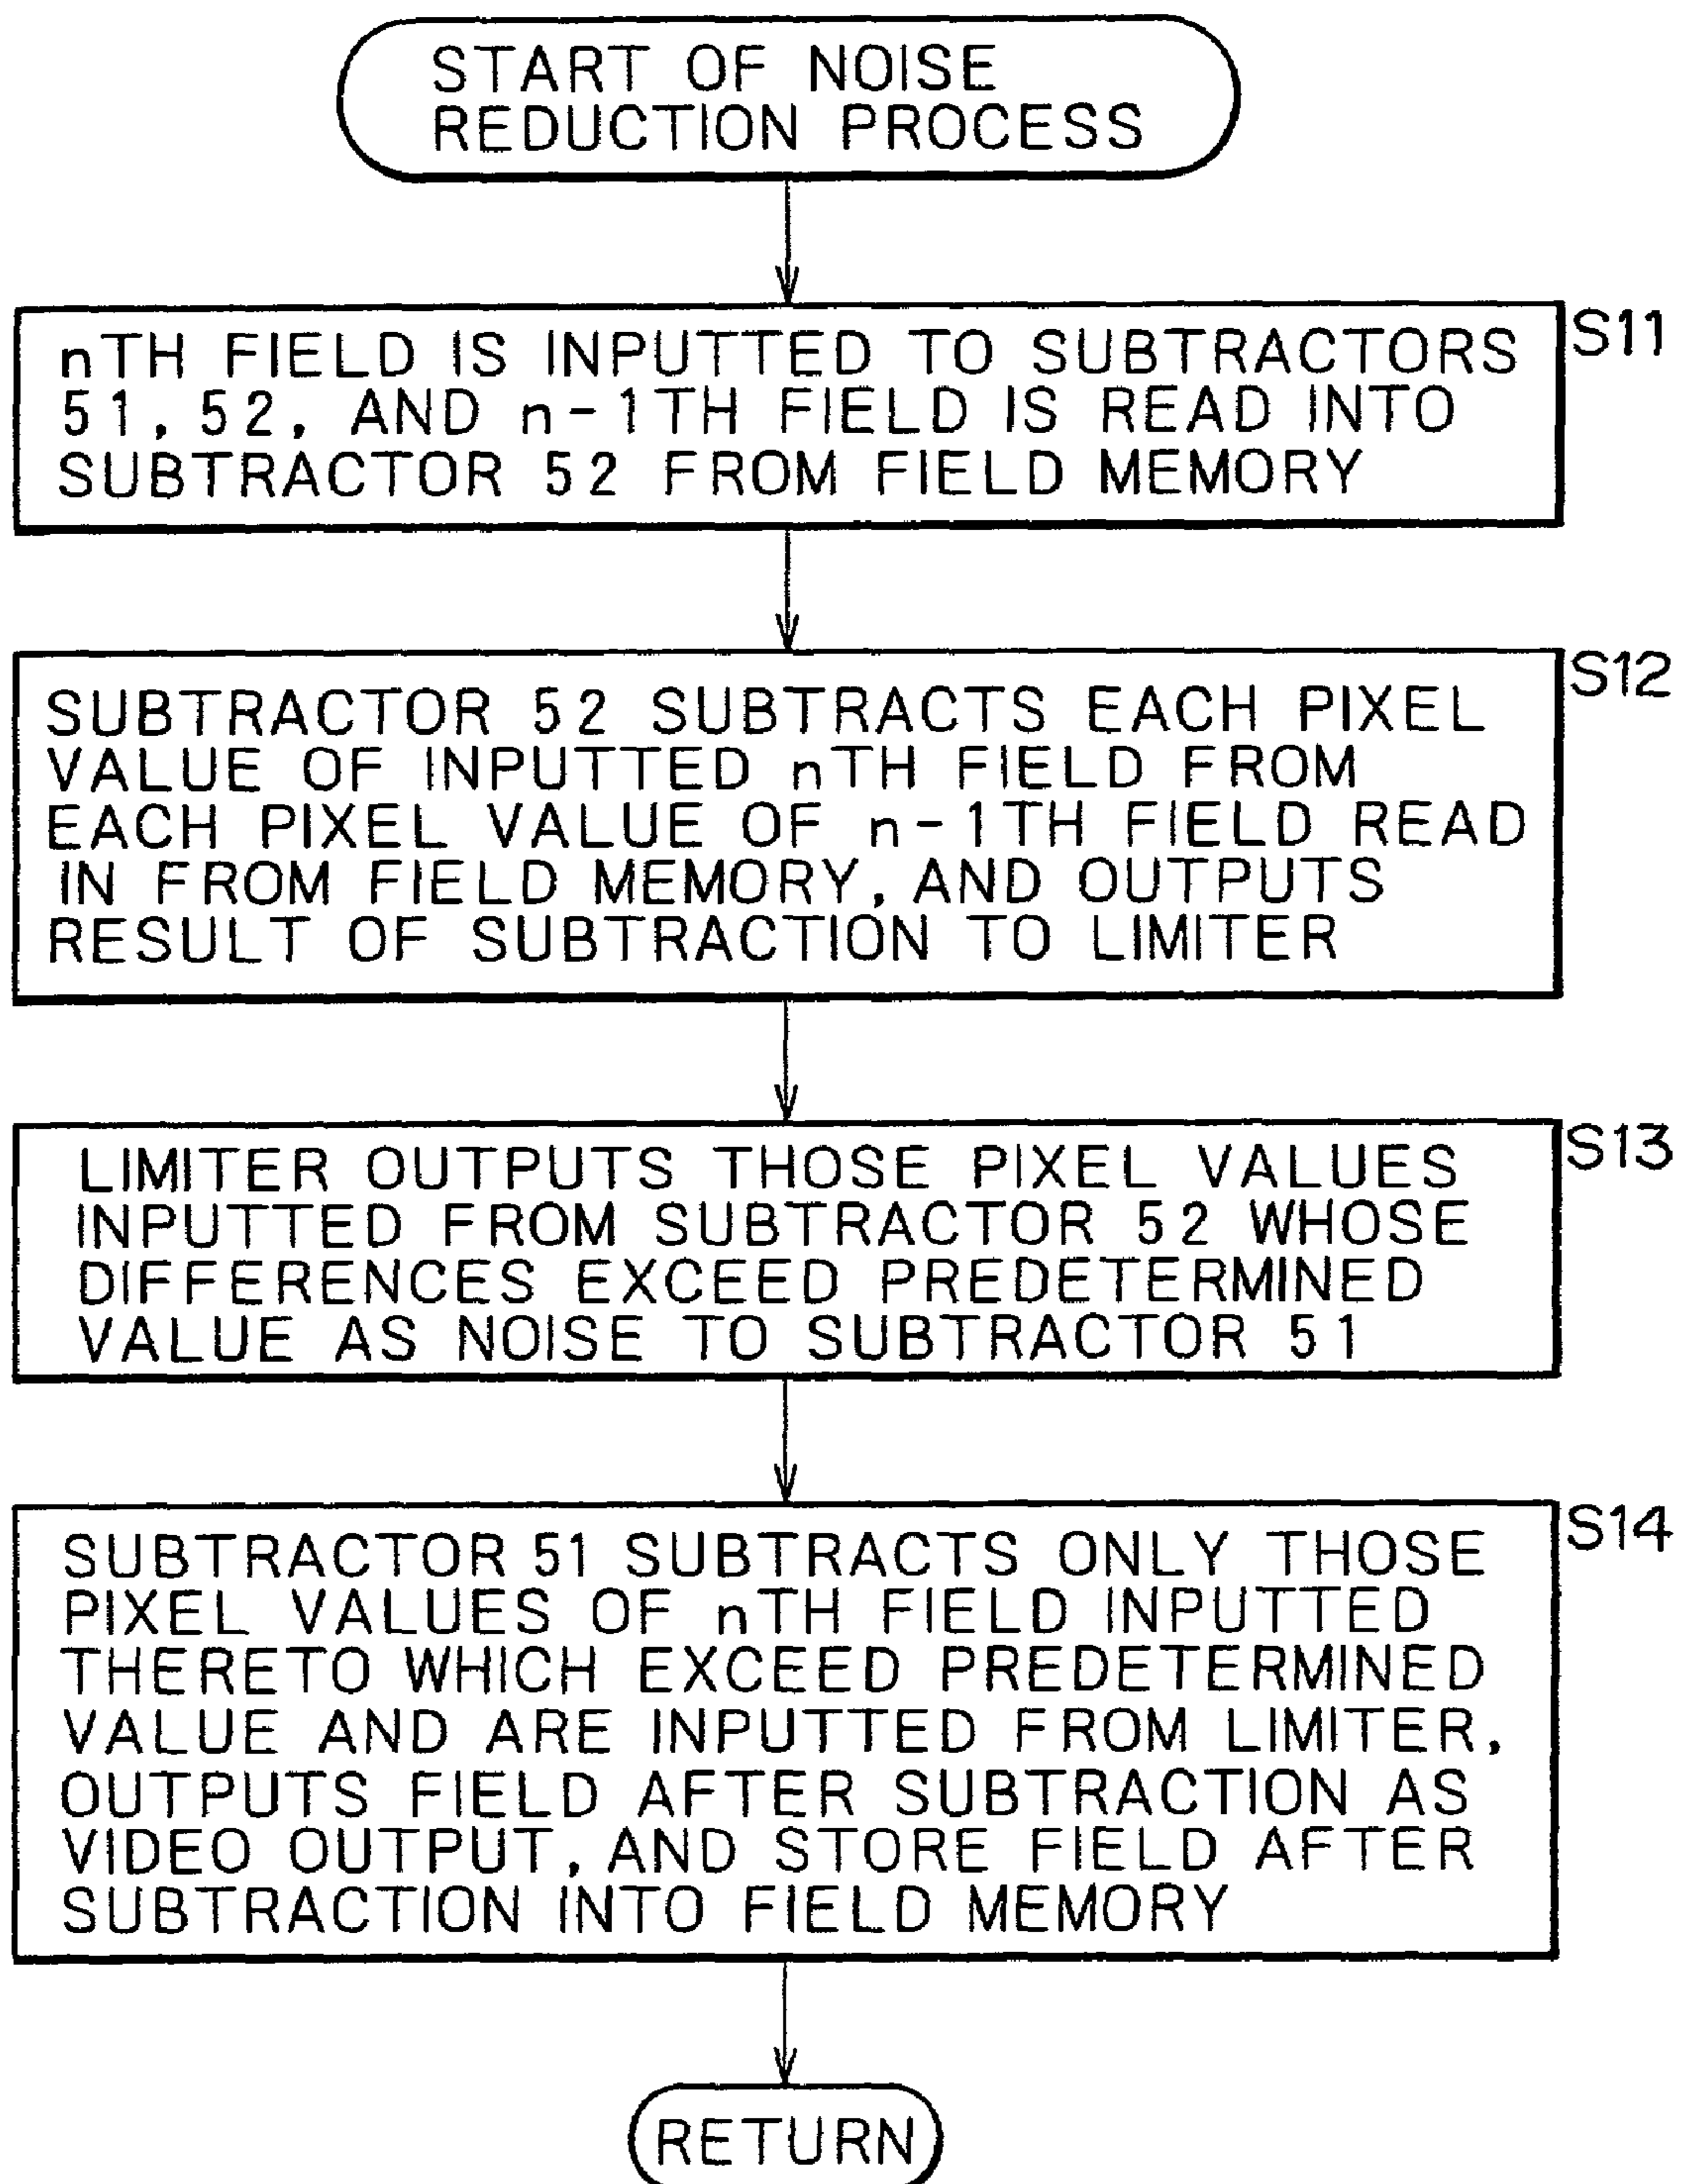 START OF NOISE
REDUCTION PROCESS
nTH FIELD IS INPUTTED TO SUBTRACTORS
51, 52, AND n-1TH FIELD IS READ INTO
SUBTRACTOR 52 FROM FIELD MEMORY
S11
SUBTRACTOR 52 SUBTRACTS EACH PIXEL
VALUE OF INPUTTED nTH FIELD FROM
EACH PIXEL VALUE OF n-1TH FIELD READ
IN FROM FIELD MEMORY, AND OUTPUTS
RESULT OF SUBTRACTION TO LIMITER
S12
LIMITER OUTPUTS THOSE PIXEL VALUES
INPUTTED FROM SUBTRACTOR 52 WHOSE
DIFFERENCES EXCEED PREDETERMINED
VALUE AS NOISE TO SUBTRACTOR 51
S13
SUBTRACTOR 51 SUBTRACTS ONLY THOSE
PIXEL VALUES OF nTH FIELD INPUTTED
THERETO WHICH EXCEED PREDETERMINED
VALUE AND ARE INPUTTED FROM LIMITER,
OUTPUTS FIELD AFTER SUBTRACTION AS
VIDEO OUTPUT, AND STORE FIELD AFTER
SUBTRACTION INTO FIELD MEMORY
S14
RETURN